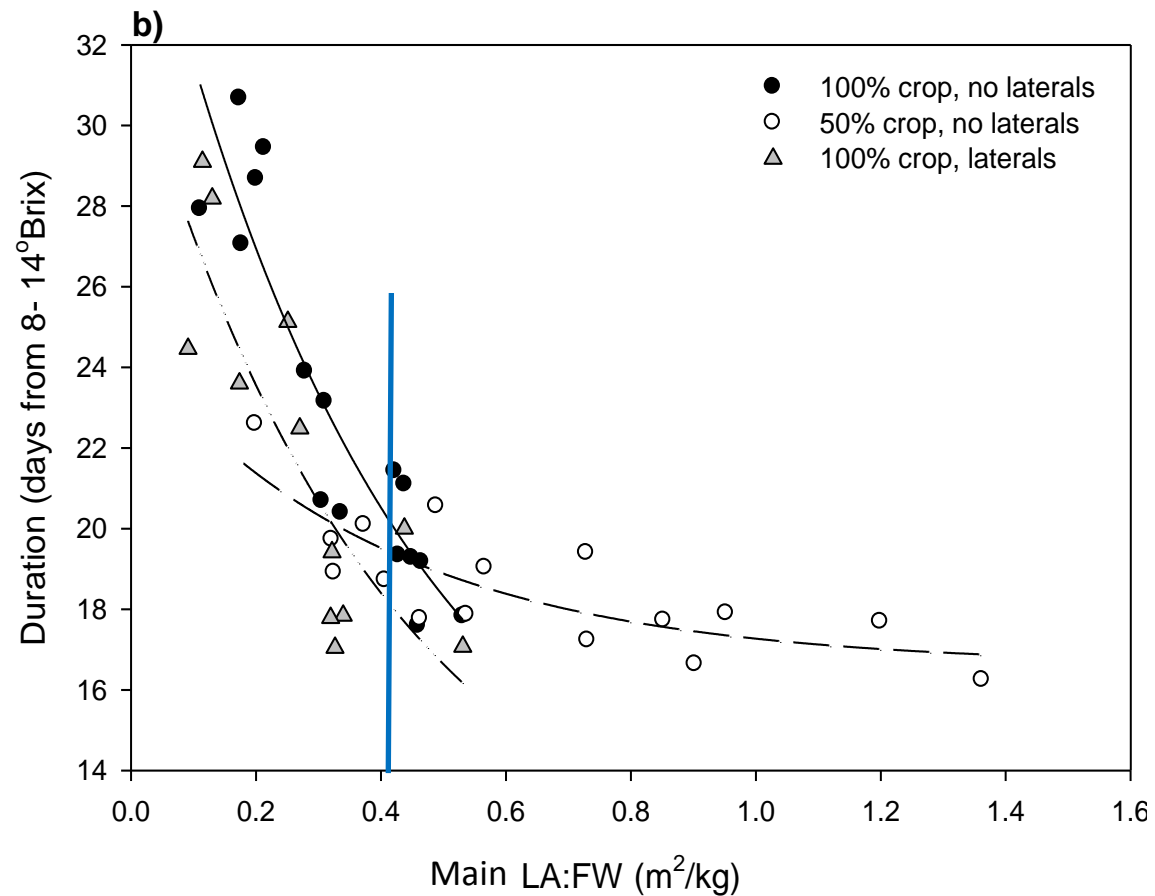 b)
32
30
28
26
24
22
20
18
16
14
Duration (days from 8- 14°Brix)
100% crop, no laterals
50% crop, no laterals
100% crop, laterals
0.0 0.2 0.4 0.6 0.8 1.0 1.2 1.4 1.6
Main LA:FW (m²/kg)